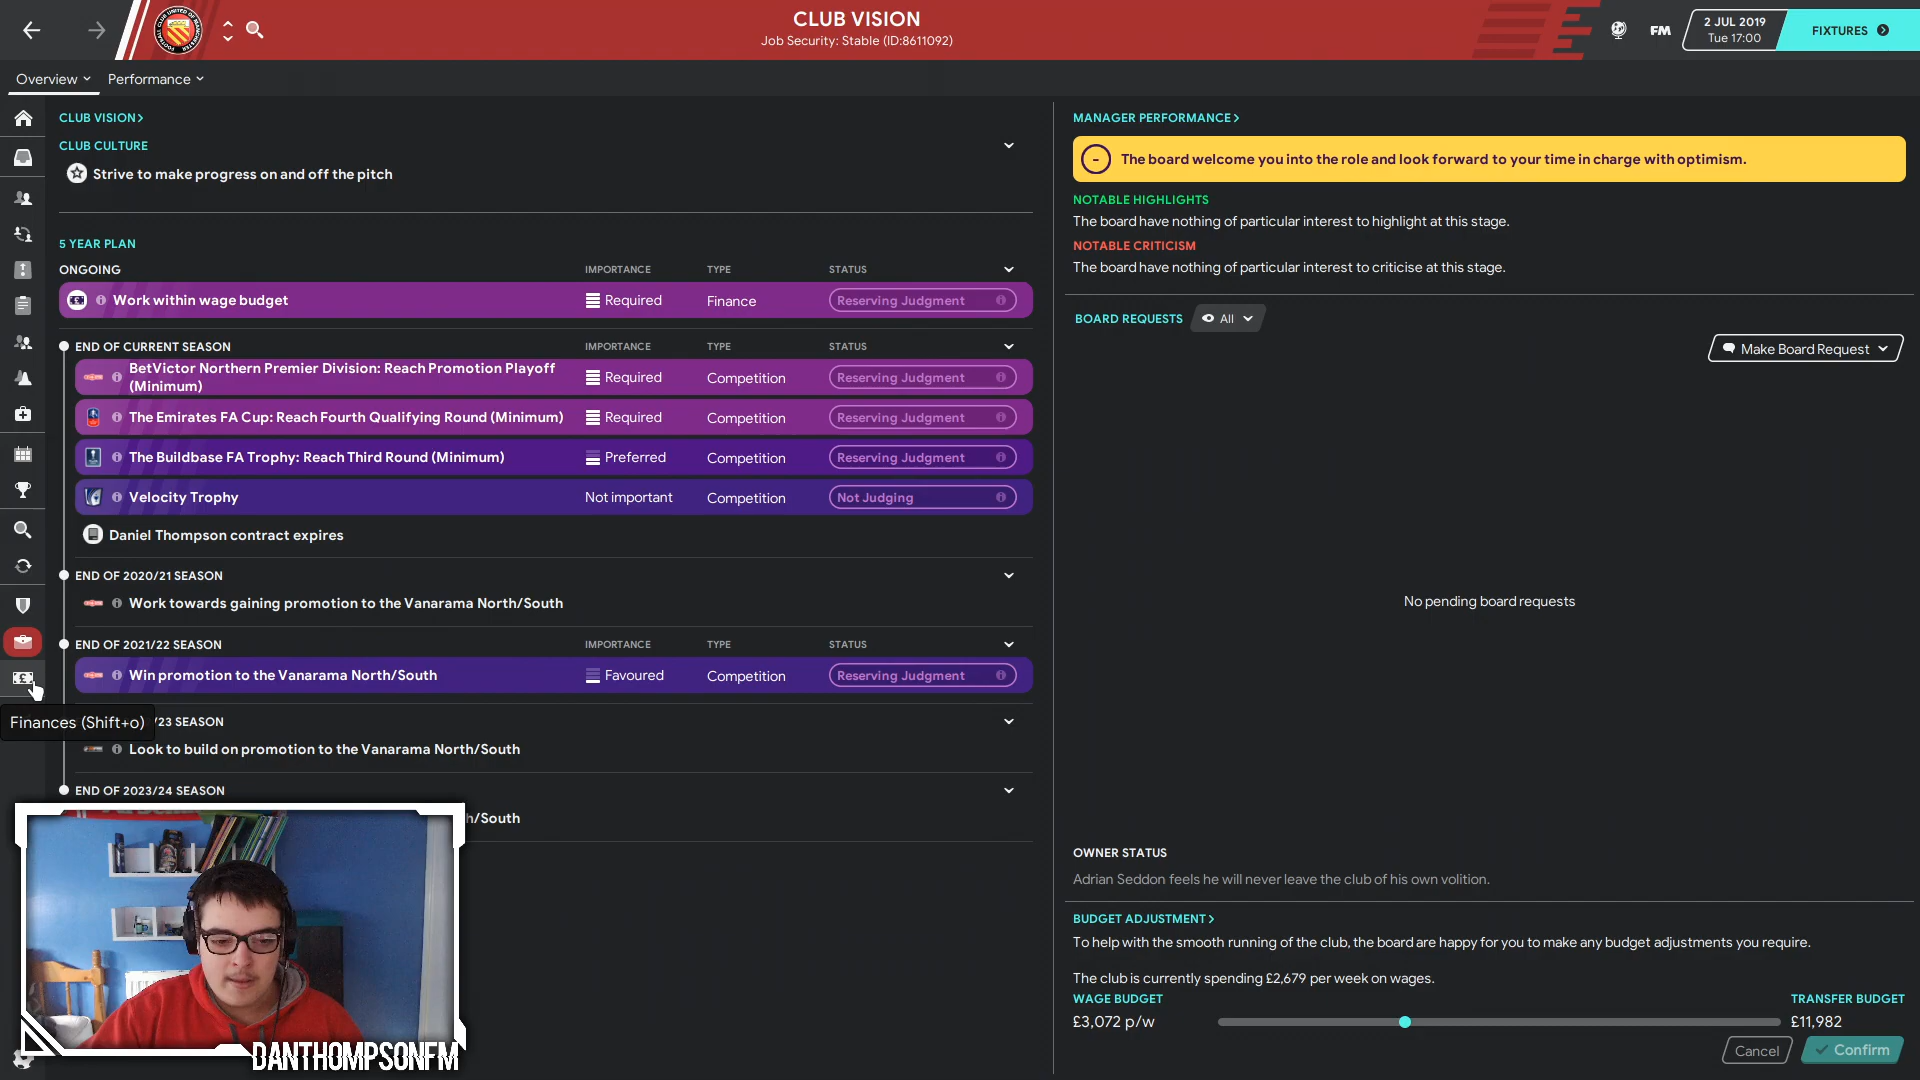 CLUB VISION
Job Security: Stable (ID:8611092)
FM
2 JUL 2019
Tue 17:00
FIXTURES
Overview
Performance
CLUB VISION
CLUB CULTURE
Strive to make progress on and off the pitch
5 YEAR PLAN
ONGOING IMPORTANCE TYPE STATUS
Work within wage budget Required Finance Reserving Judgment
END OF CURRENT SEASON IMPORTANCE TYPE STATUS
BetVictor Northern Premier Division: Reach Promotion Playoff
(Minimum) Required Competition Reserving Judgment
The Emirates FA Cup: Reach Fourth Qualifying Round (Minimum) Required Competition Reserving Judgment
The Buildbase FA Trophy: Reach Third Round (Minimum) Preferred Competition Reserving Judgment
Velocity Trophy Not important Competition Not Judging
Daniel Thompson contract expires
END OF 2020/21 SEASON
Work towards gaining promotion to the Vanarama North/South
END OF 2021/22 SEASON IMPORTANCE TYPE STATUS
Win promotion to the Vanarama North/South Favoured Competition Reserving Judgment
Finances (Shift+o)
/23 SEASON
Look to build on promotion to the Vanarama North/South
END OF 2023/24 SEASON
h/South
DANTHOMPSONFM
MANAGER PERFORMANCE
The board welcome you into the role and look forward to your time in charge with optimism.
NOTABLE HIGHLIGHTS
The board have nothing of particular interest to highlight at this stage.
NOTABLE CRITICISM
The board have nothing of particular interest to criticise at this stage.
BOARD REQUESTS All
Make Board Request
No pending board requests
OWNER STATUS
Adrian Seddon feels he will never leave the club of his own volition.
BUDGET ADJUSTMENT
To help with the smooth running of the club, the board are happy for you to make any budget adjustments you require.
The club is currently spending £2,679 per week on wages.
WAGE BUDGET TRANSFER BUDGET
£3,072 p/w £11,982
Cancel Confirm